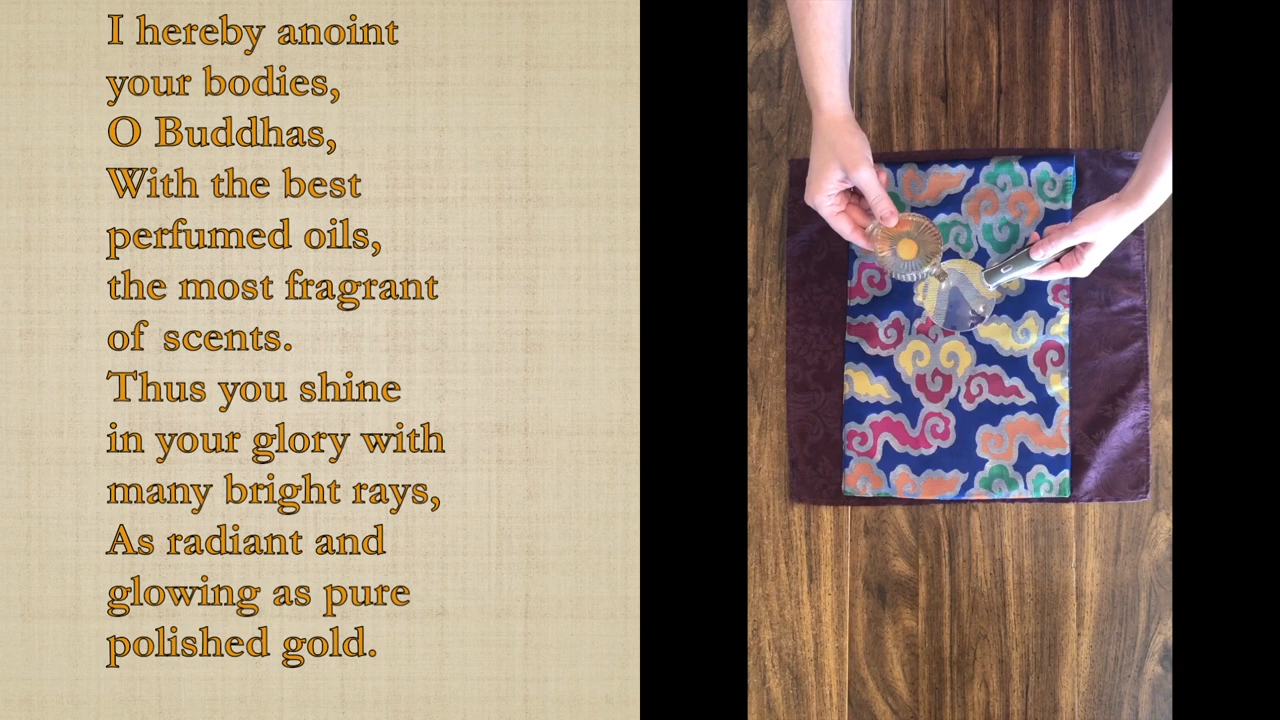 I hereby anoint
your bodies,
O Buddhas,
With the best
perfumed oils,
the most fragrant
of scents.
Thus you shine
in your glory with
many bright rays,
As radiant and
glowing as pure
polished gold.